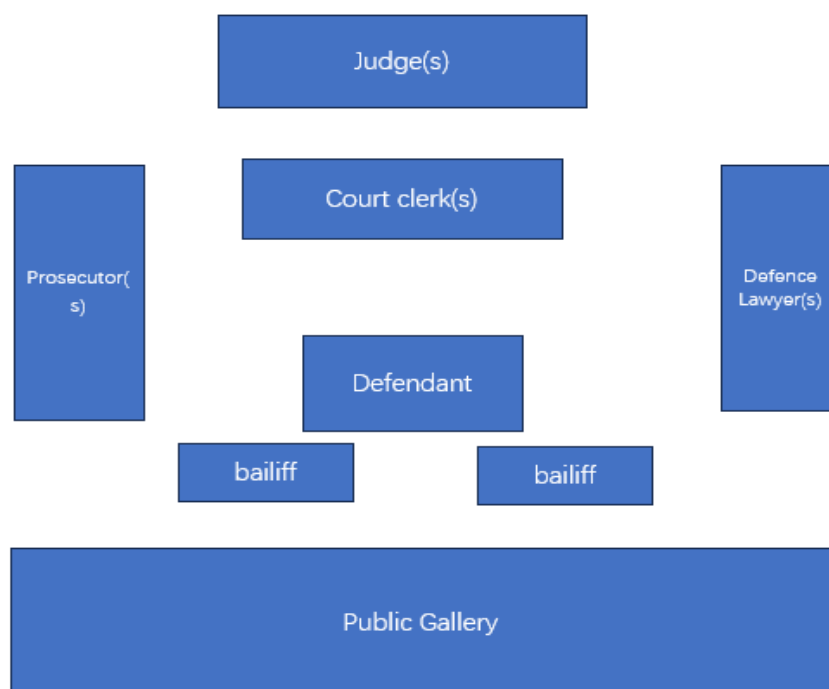 Judge(s)
Court clerk(s)
Prosecutor(
s)
Defence
Lawyer(s)
Defendant
bailiff
bailiff
Public Gallery